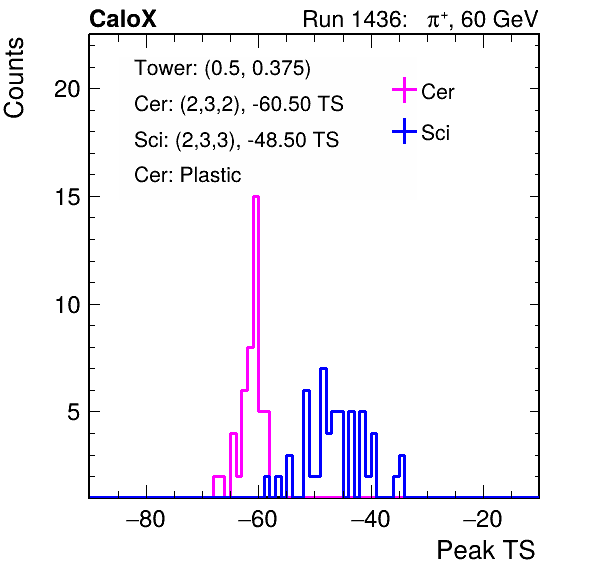 CaloX Run 1436: π⁺, 60 GeV
Counts
Tower: (0.5, 0.375)
Cer: (2,3,2), -60.50 TS
Sci: (2,3,3), -48.50 TS
Cer: Plastic
Cer
Sci
20
15
10
5
−80 −60 −40 −20
Peak TS